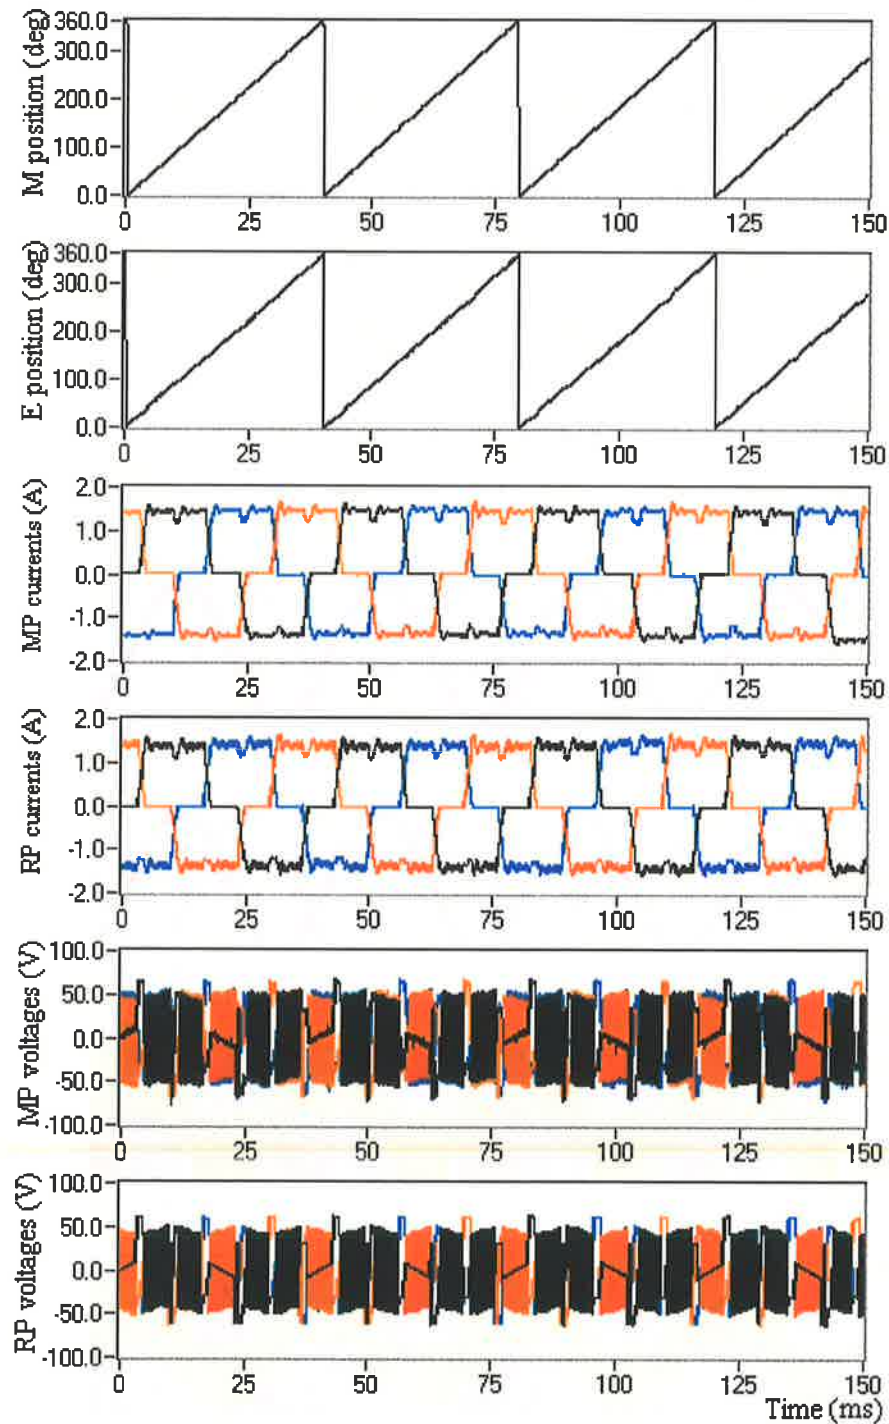 M position (deg)
360.0
300.0
200.0
100.0
0.0
0 25 50 75 100 125 150
E position (deg)
360.0
300.0
200.0
100.0
0.0
0 25 50 75 100 125 150
MP currents (A)
2.0
1.0
0.0
-1.0
-2.0
0 25 50 75 100 125 150
RP currents (A)
2.0
1.0
0.0
-1.0
-2.0
0 25 50 75 100 125 150
MP voltages (V)
100.0
50.0
0.0
-50.0
-100.0
0 25 50 75 100 125 150
RP voltages (V)
100.0
50.0
0.0
-50.0
-100.0
0 25 50 75 100 125 150
Time (ms)